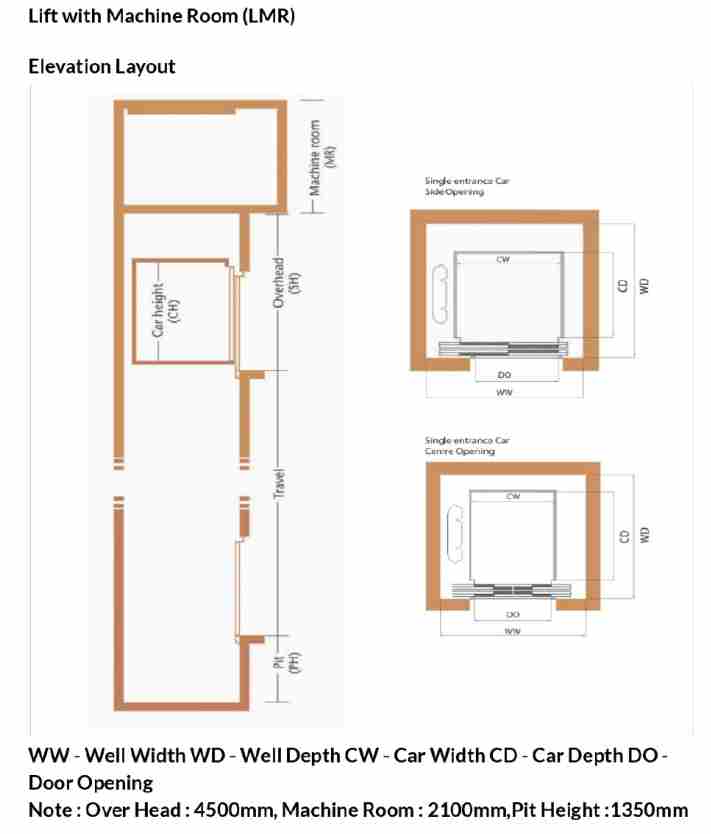 Lift with Machine Room (LMR)
Elevation Layout
Machine room
(MR)
Overhead
(SH)
Car height
(CH)
Travel
Pit
(PH)
Single entrance Car
Side Opening
CW
CD
WD
DO
WW
Single entrance Car
Centre Opening
CW
CD
WD
DO
WW
WW - Well Width WD - Well Depth CW - Car Width CD - Car Depth DO -
Door Opening
Note : Over Head : 4500mm, Machine Room : 2100mm,Pit Height :1350mm